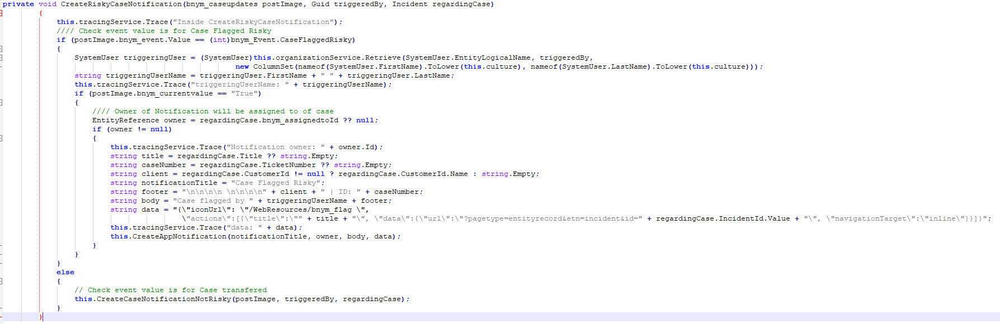 private void CreateRiskyCaseNotification(bnym_caseupdates postImage, Guid triggeredBy, Incident regardingCase)
{
this.tracingService.Trace("Inside CreateRiskyCaseNotification");
//// Check event value is for Case Flagged Risky
if (postImage.bnym_event.Value == (int)bnym_Event.CaseFlaggedRisky)
{
SystemUser triggeringUser = (SystemUser)this.organizationService.Retrieve(SystemUser.EntityLogicalName, triggeredBy,
new ColumnSet(nameof(SystemUser.FirstName).ToLower(this.culture), nameof(SystemUser.LastName).ToLower(this.culture)));
string triggeringUserName = triggeringUser.FirstName + " " + triggeringUser.LastName;
this.tracingService.Trace("triggeringUserName: " + triggeringUserName);
if (postImage.bnym_currentvalue == "True")
{
//// Owner of Notification will be assigned to of case
EntityReference owner = regardingCase.bnym_assignedtoId ?? null;
if (owner != null)
{
this.tracingService.Trace("Notification owner: " + owner.Id);
string title = regardingCase.Title ?? string.Empty;
string caseNumber = regardingCase.TicketNumber ?? string.Empty;
string client = regardingCase.CustomerId != null ? regardingCase.CustomerId.Name : string.Empty;
string notificationTitle = "Case Flagged Risky";
string footer = "\n\n\n\n \n\n\n\n" + client + " | ID: " + caseNumber;
string body = "Case flagged by " + triggeringUserName + footer;
string data = "{\"iconUrl\": \"/WebResources/bnym_flag \",
\"actions\":[{\"title\":\"" + title + "\", \"data\":{\"url\":\"?pagetype=entityrecord&etn=incident&id=" + regardingCase.IncidentId.Value + "\", \"navigationTarget\":\"inline\"}}]}";
this.tracingService.Trace("data: " + data);
this.CreateAppNotification(notificationTitle, owner, body, data);
}
}
}
else
{
// Check event value is for Case transfered
this.CreateCaseNotificationNotRisky(postImage, triggeredBy, regardingCase);
}
}